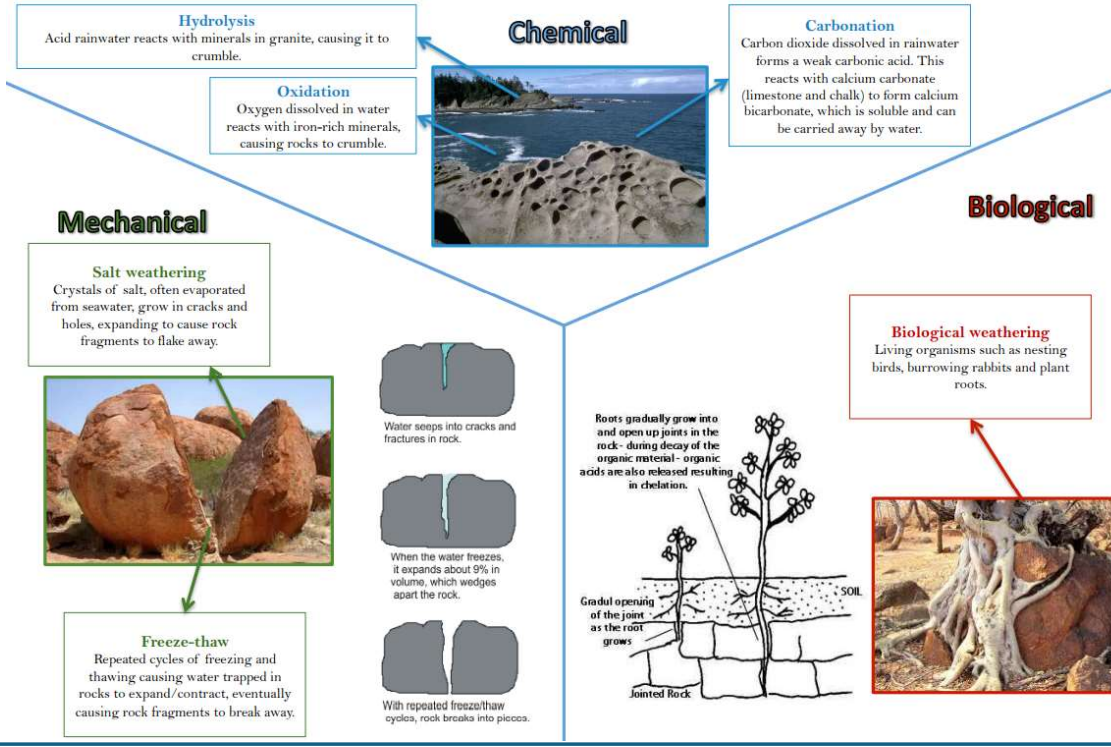 Hydrolysis
Acid rainwater reacts with minerals in granite, causing it to
crumble.
Chemical
Carbonation
Carbon dioxide dissolved in rainwater
forms a weak carbonic acid. This
reacts with calcium carbonate
(limestone and chalk) to form calcium
bicarbonate, which is soluble and can
be carried away by water.
Oxidation
Oxygen dissolved in water
reacts with iron-rich minerals,
causing rocks to crumble.
Mechanical
Salt weathering
Crystals of salt, often evaporated
from seawater, grow in cracks and
holes, expanding to cause rock
fragments to flake away.
Water seeps into cracks and
fractures in rock.
When the water freezes,
it expands about 9% in
volume, which wedges
apart the rock.
With repeated freeze/thaw
cycles, rock breaks into pieces.
Freeze-thaw
Repeated cycles of freezing and
thawing causing water trapped in
rocks to expand/contract, eventually
causing rock fragments to break away.
Biological
Biological weathering
Living organisms such as nesting
birds, burrowing rabbits and plant
roots.
Roots gradually grow into
and open up joints in the
rock- during decay of the
organic material- organic
acids are also released resulting
in chelation.
SOIL
Gradul opening
of the joint
as the root
grows
Jointed Rock